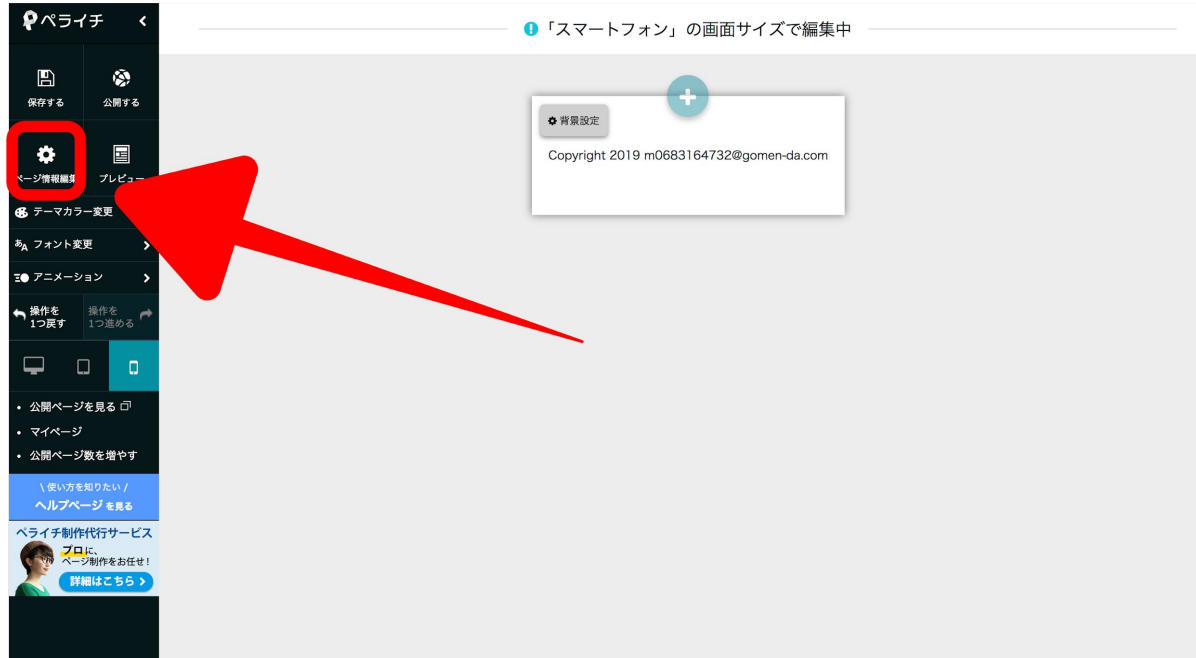 ペライチ
「スマートフォン」の画面サイズで編集中
保存する
公開する
背景設定
Copyright 2019 m0683164732@gomen-da.com
ページ情報編集
プレビュー
テーマカラー変更
あA フォント変更
アニメーション
操作を
1つ戻す
操作を
1つ進める
• 公開ページを見る
• マイページ
• 公開ページ数を増やす
\ 使い方を知りたい /
ヘルプページ を見る
ペライチ制作代行サービス
プロに、
ページ制作をお任せ!
詳細はこちら